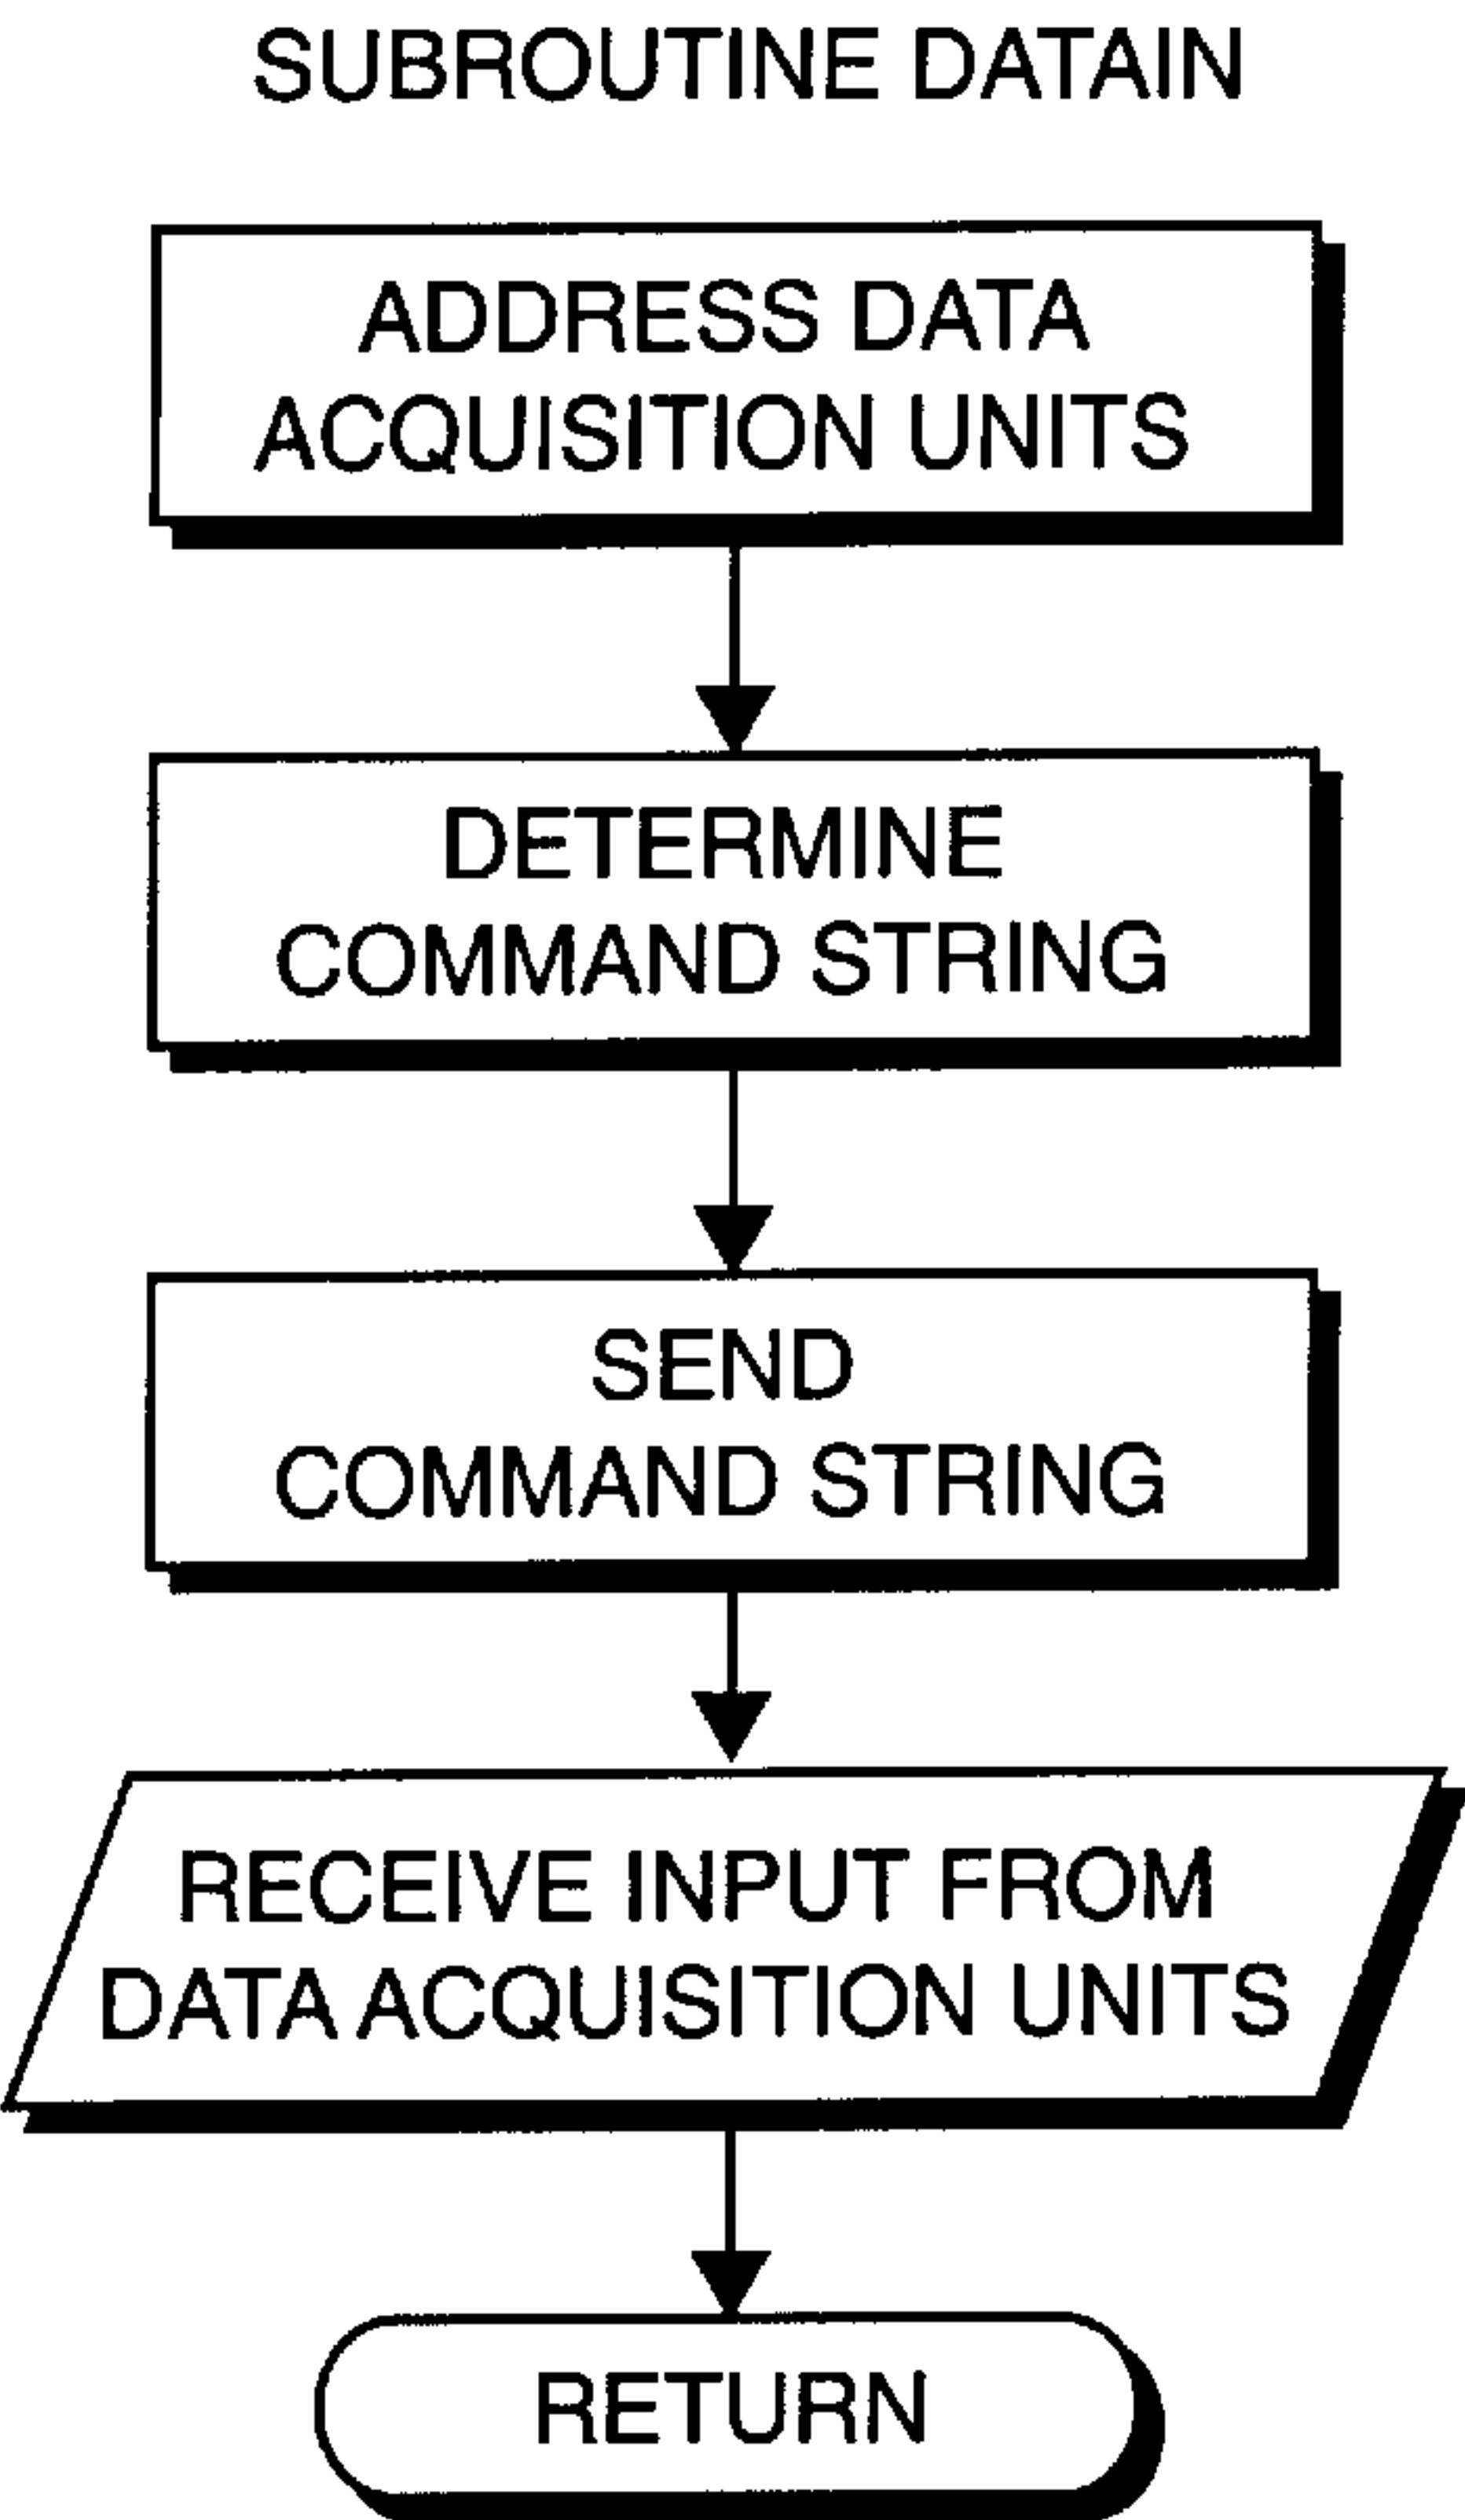 SUBROUTINE DATAIN
ADDRESS DATA
ACQUISITION UNITS
DETERMINE
COMMAND STRING
SEND
COMMAND STRING
RECEIVE INPUT FROM
DATA ACQUISITION UNITS
RETURN